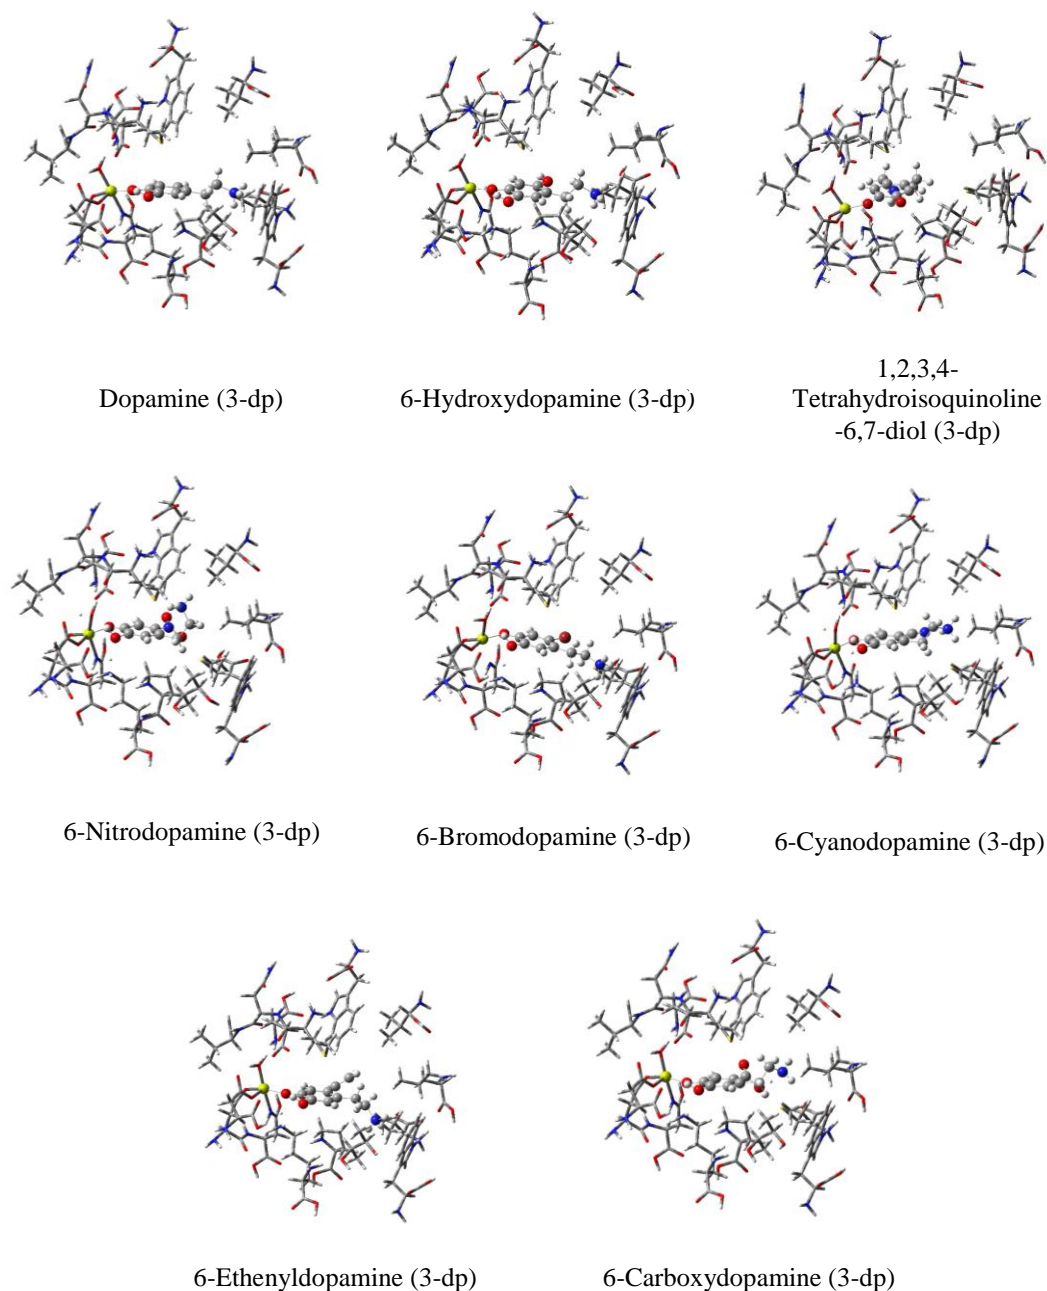 Dopamine (3-dp)
6-Hydroxydopamine (3-dp)
1,2,3,4-
Tetrahydroisoquinoline
-6,7-diol (3-dp)
6-Nitrodopamine (3-dp)
6-Bromodopamine (3-dp)
6-Cyanodopamine (3-dp)
6-Ethenyldopamine (3-dp)
6-Carboxydopamine (3-dp)